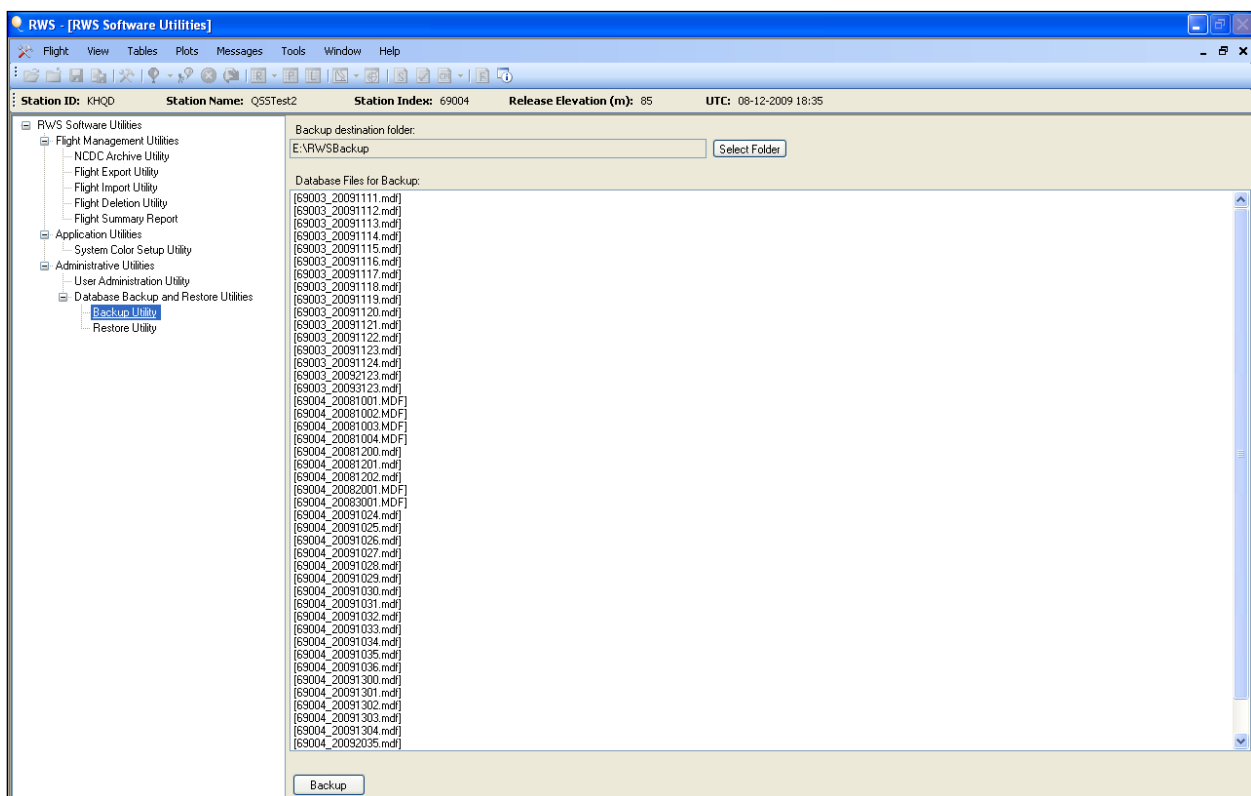 RWS - [RWS Software Utilities]
Flight View Tables Plots Messages Tools Window Help
Station ID: KHQD Station Name: QSSTest2 Station Index: 69004 Release Elevation (m): 85 UTC: 08-12-2009 18:35
RWS Software Utilities
Flight Management Utilities
NCDC Archive Utility
Flight Export Utility
Flight Import Utility
Flight Deletion Utility
Flight Summary Report
Application Utilities
System Color Setup Utility
Administrative Utilities
User Administration Utility
Database Backup and Restore Utilities
Backup Utility
Restore Utility
Backup destination folder:
E:\RWSBackup Select Folder
Database Files for Backup:
[69003_20091111.mdf]
[69003_20091112.mdf]
[69003_20091113.mdf]
[69003_20091114.mdf]
[69003_20091115.mdf]
[69003_20091116.mdf]
[69003_20091117.mdf]
[69003_20091118.mdf]
[69003_20091119.mdf]
[69003_20091120.mdf]
[69003_20091121.mdf]
[69003_20091122.mdf]
[69003_20091123.mdf]
[69003_20091124.mdf]
[69003_20092123.mdf]
[69003_20093123.mdf]
[69004_20081001.MDF]
[69004_20081002.MDF]
[69004_20081003.MDF]
[69004_20081004.MDF]
[69004_20081200.mdf]
[69004_20081201.mdf]
[69004_20081202.mdf]
[69004_20082001.MDF]
[69004_20083001.MDF]
[69004_20091024.mdf]
[69004_20091025.mdf]
[69004_20091026.mdf]
[69004_20091027.mdf]
[69004_20091028.mdf]
[69004_20091029.mdf]
[69004_20091030.mdf]
[69004_20091031.mdf]
[69004_20091032.mdf]
[69004_20091033.mdf]
[69004_20091034.mdf]
[69004_20091035.mdf]
[69004_20091036.mdf]
[69004_20091300.mdf]
[69004_20091301.mdf]
[69004_20091302.mdf]
[69004_20091303.mdf]
[69004_20091304.mdf]
[69004_20092035.mdf]
Backup